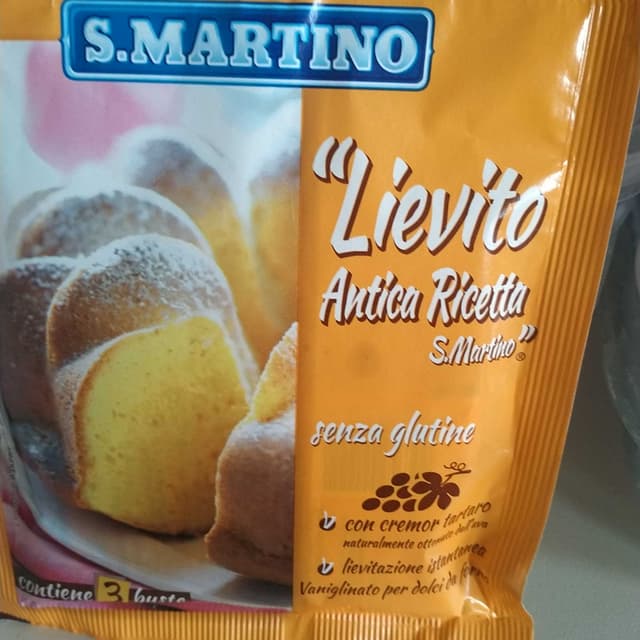 S.MARTINO
"Lievito
Antica Ricetta
S.Martino"®
senza glutine
con cremor tartaro
naturalmente ottenuto dall'uva
lievitazione istantanea
Vaniglinato per dolci da forno
contiene 3 buste